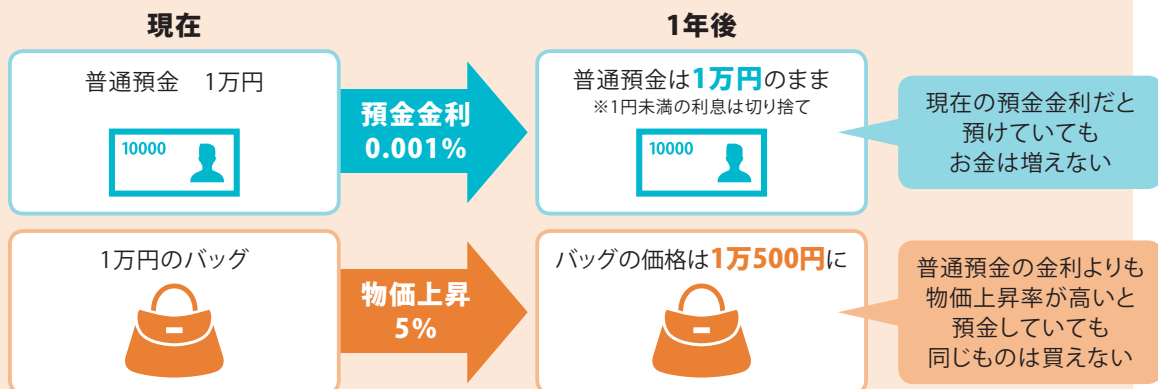 現在
1年後
普通預金　1万円
10000
預金金利
0.001%
普通預金は1万円のまま
※1円未満の利息は切り捨て
10000
現在の預金金利だと
預けていても
お金は増えない
1万円のバッグ
物価上昇
5%
バッグの価格は1万500円に
普通預金の金利よりも
物価上昇率が高いと
預金していても
同じものは買えない